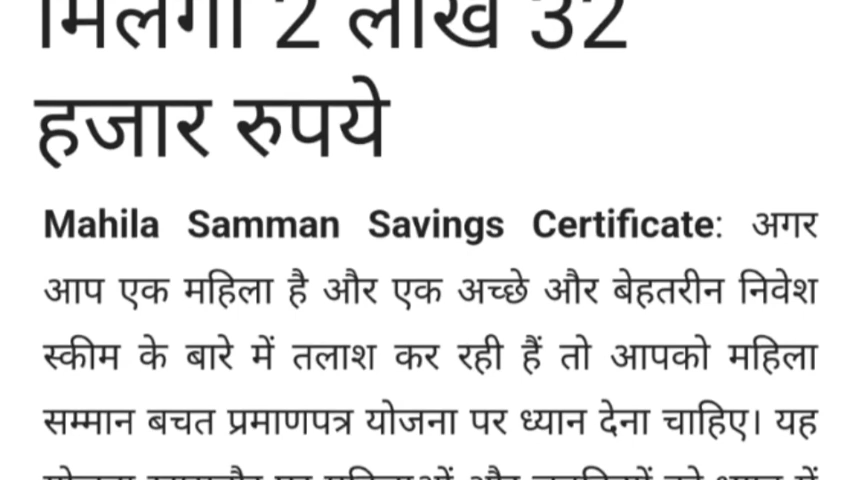 मिलेगा 2 लाख 32
हजार रुपये
Mahila Samman Savings Certificate: अगर
आप एक महिला है और एक अच्छे और बेहतरीन निवेश
स्कीम के बारे में तलाश कर रही हैं तो आपको महिला
सम्मान बचत प्रमाणपत्र योजना पर ध्यान देना चाहिए। यह